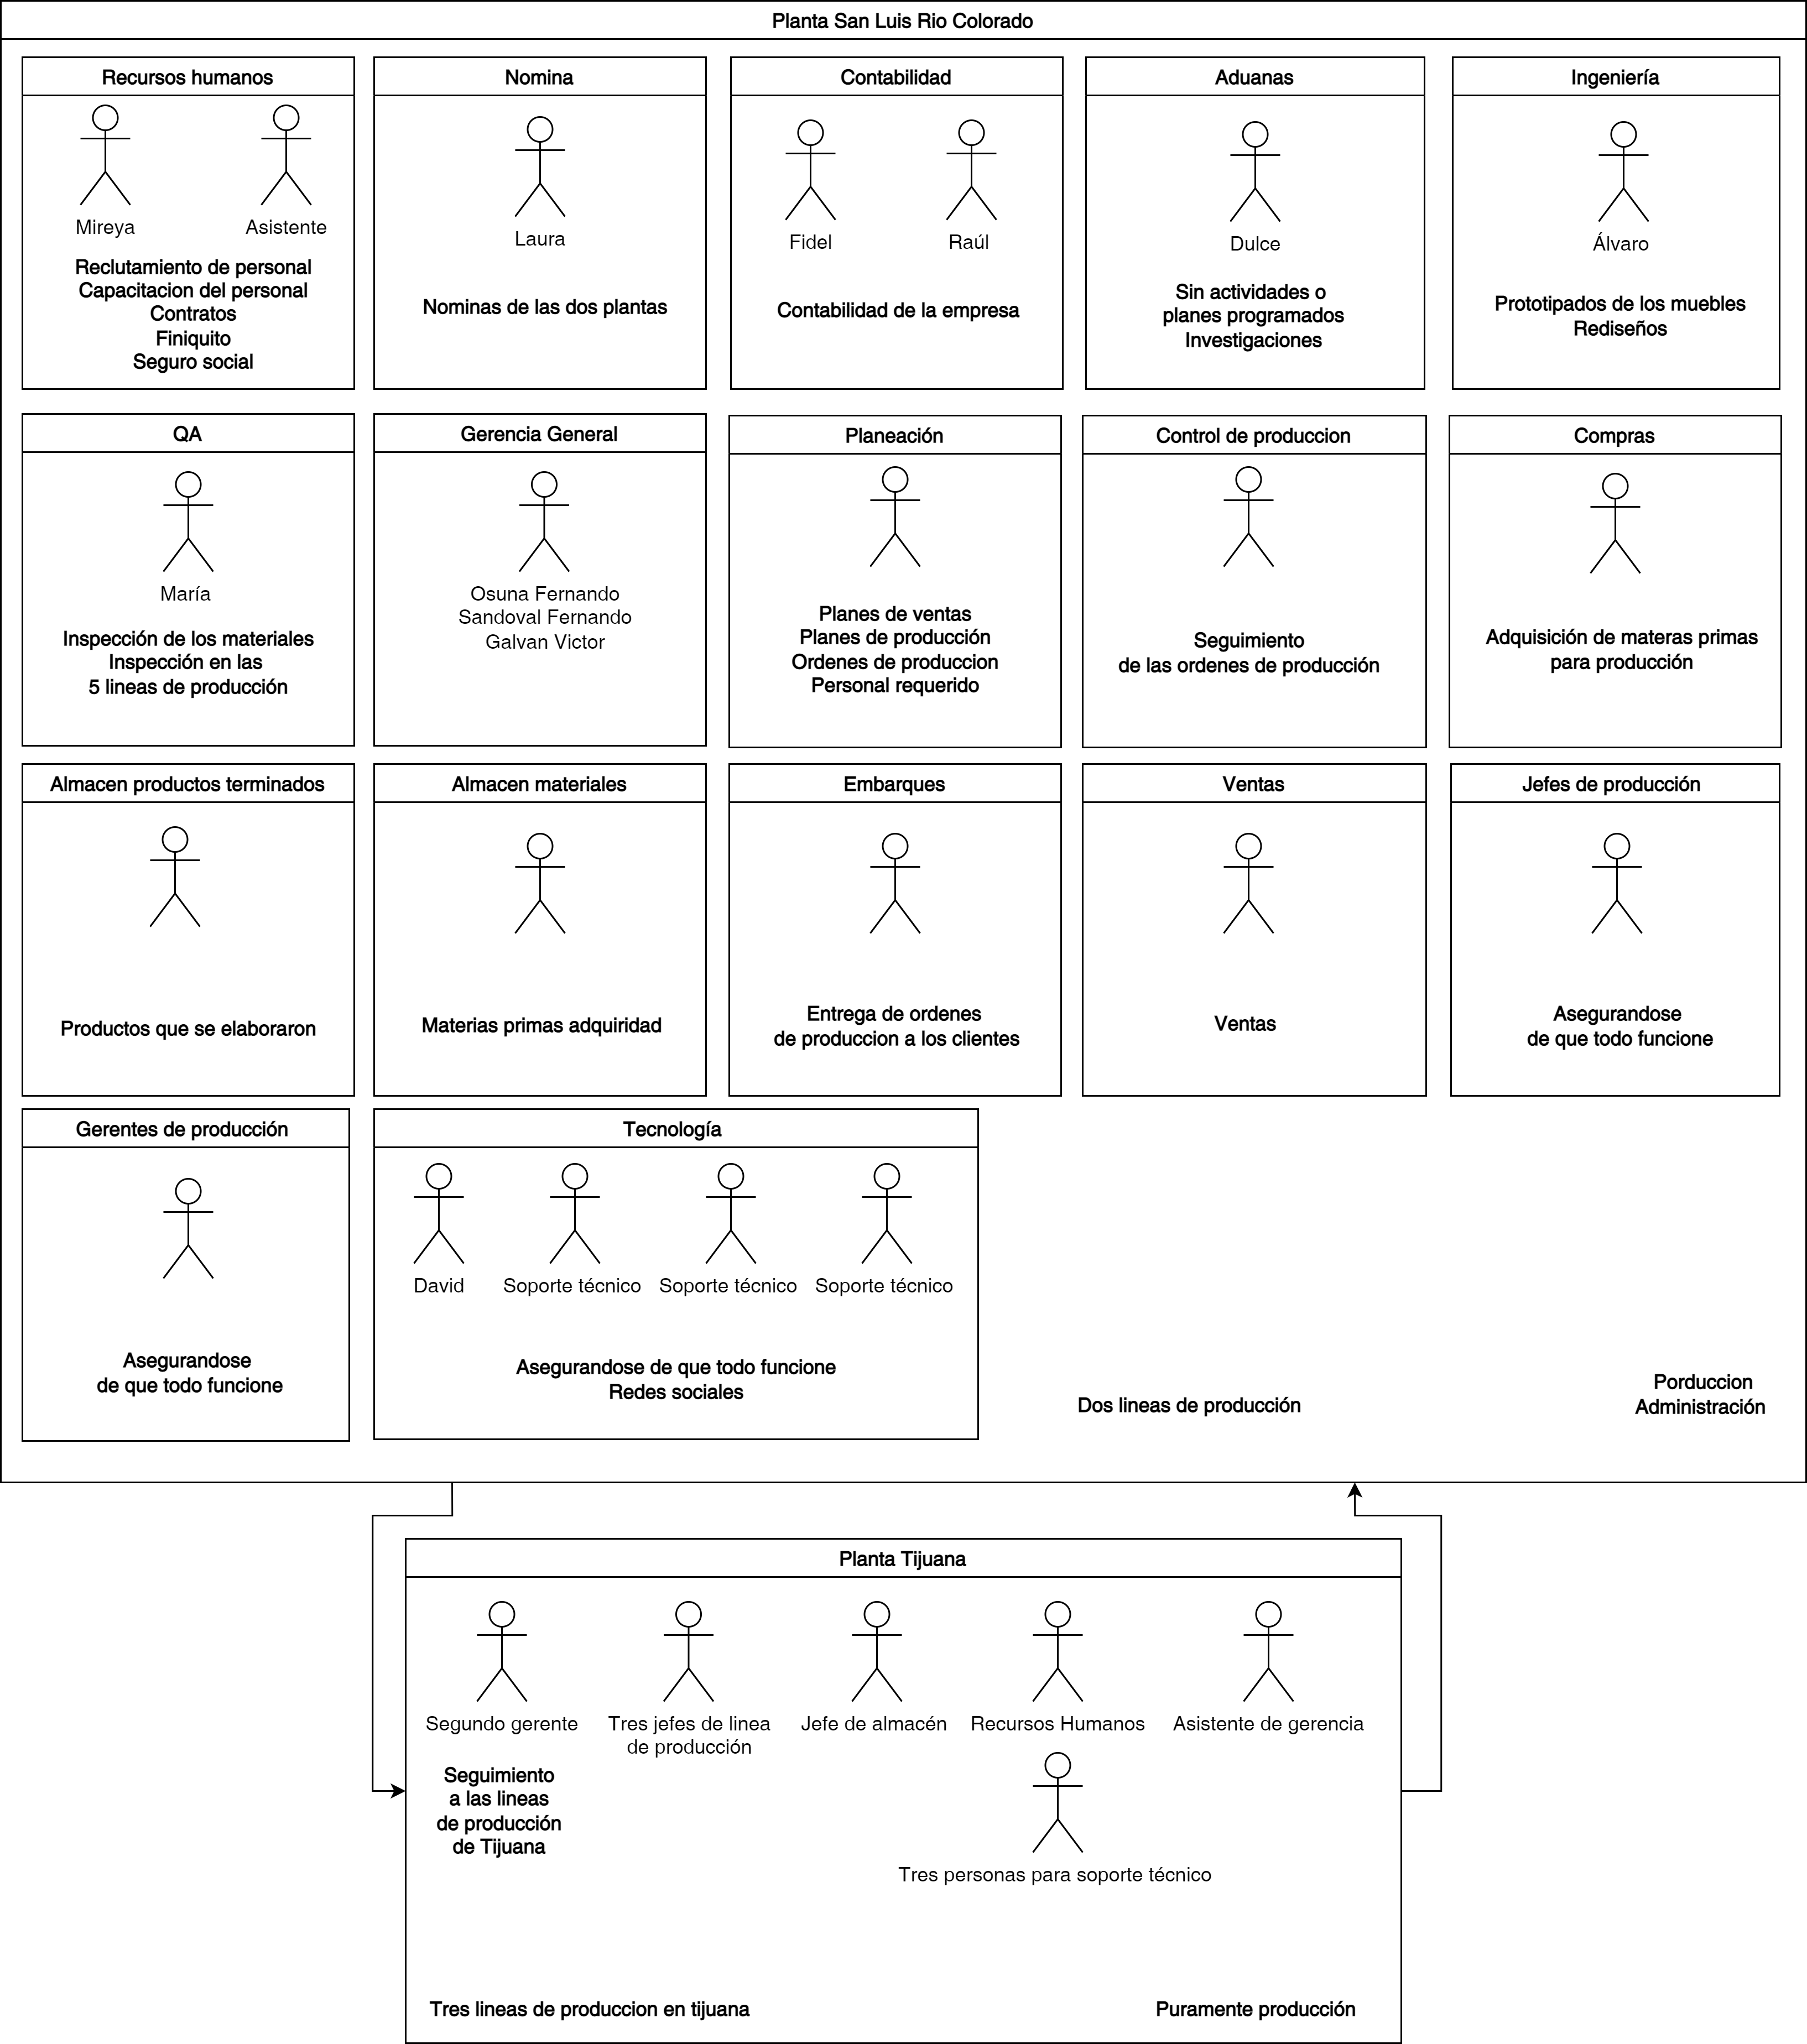 Planta San Luis Rio Colorado
Recursos humanos
Mireya
Asistente
Reclutamiento de personal
Capacitacion del personal
Contratos
Finiquito
Seguro social
Nomina
Laura
Nominas de las dos plantas
Contabilidad
Fidel
Raúl
Contabilidad de la empresa
Aduanas
Dulce
Sin actividades o
planes programados
Investigaciones
Ingeniería
Álvaro
Prototipados de los muebles
Rediseños
QA
María
Inspección de los materiales
Inspección en las
5 lineas de producción
Gerencia General
Osuna Fernando
Sandoval Fernando
Galvan Victor
Planeación
Planes de ventas
Planes de producción
Ordenes de produccion
Personal requerido
Control de produccion
Seguimiento
de las ordenes de producción
Compras
Adquisición de materas primas
para producción
Almacen productos terminados
Productos que se elaboraron
Almacen materiales
Materias primas adquiridad
Embarques
Entrega de ordenes
de produccion a los clientes
Ventas
Ventas
Jefes de producción
Asegurandose
de que todo funcione
Gerentes de producción
Asegurandose
de que todo funcione
Tecnología
David
Soporte técnico
Soporte técnico
Soporte técnico
Asegurandose de que todo funcione
Redes sociales
Dos lineas de producción
Porduccion
Administración
Planta Tijuana
Segundo gerente
Tres jefes de linea
de producción
Jefe de almacén
Recursos Humanos
Asistente de gerencia
Seguimiento
a las lineas
de producción
de Tijuana
Tres personas para soporte técnico
Tres lineas de produccion en tijuana
Puramente producción